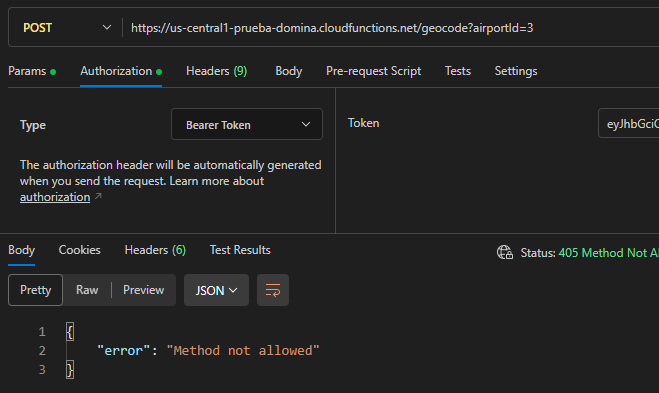 POST https://us-central1-prueba-domina.cloudfunctions.net/geocode?airportId=3
Params Authorization Headers (9) Body Pre-request Script Tests Settings
Type Bearer Token Token eyJhbGciO
The authorization header will be automatically generated
when you send the request. Learn more about
authorization ↗
Body Cookies Headers (6) Test Results Status: 405 Method Not Al
Pretty Raw Preview JSON
1 {
2 "error": "Method not allowed"
3 }